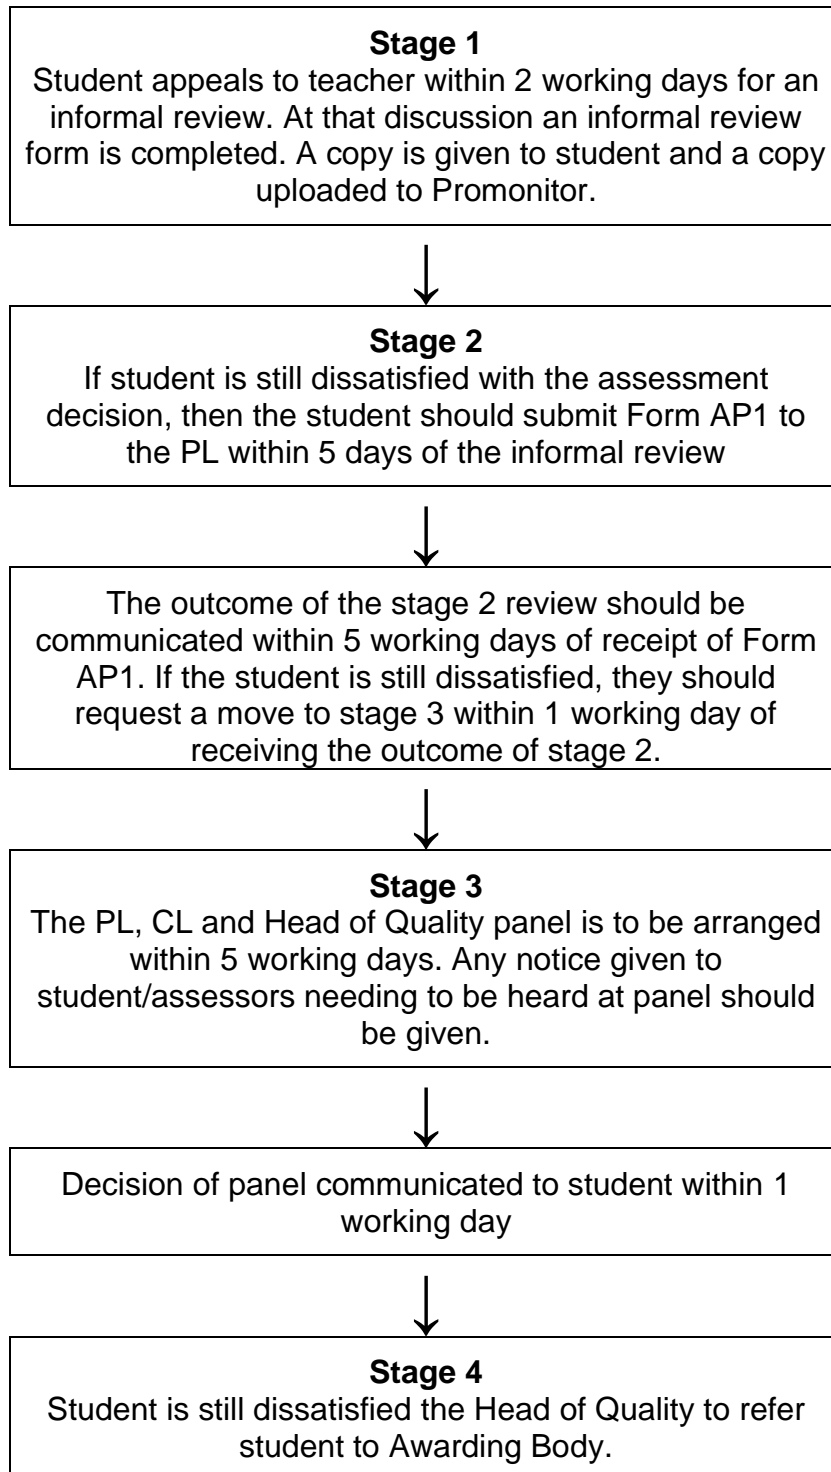 Stage 1
Student appeals to teacher within 2 working days for an
informal review. At that discussion an informal review
form is completed. A copy is given to student and a copy
uploaded to Promonitor.
Stage 2
If student is still dissatisfied with the assessment
decision, then the student should submit Form AP1 to
the PL within 5 days of the informal review
The outcome of the stage 2 review should be
communicated within 5 working days of receipt of Form
AP1. If the student is still dissatisfied, they should
request a move to stage 3 within 1 working day of
receiving the outcome of stage 2.
Stage 3
The PL, CL and Head of Quality panel is to be arranged
within 5 working days. Any notice given to
student/assessors needing to be heard at panel should
be given.
Decision of panel communicated to student within 1
working day
Stage 4
Student is still dissatisfied the Head of Quality to refer
student to Awarding Body.